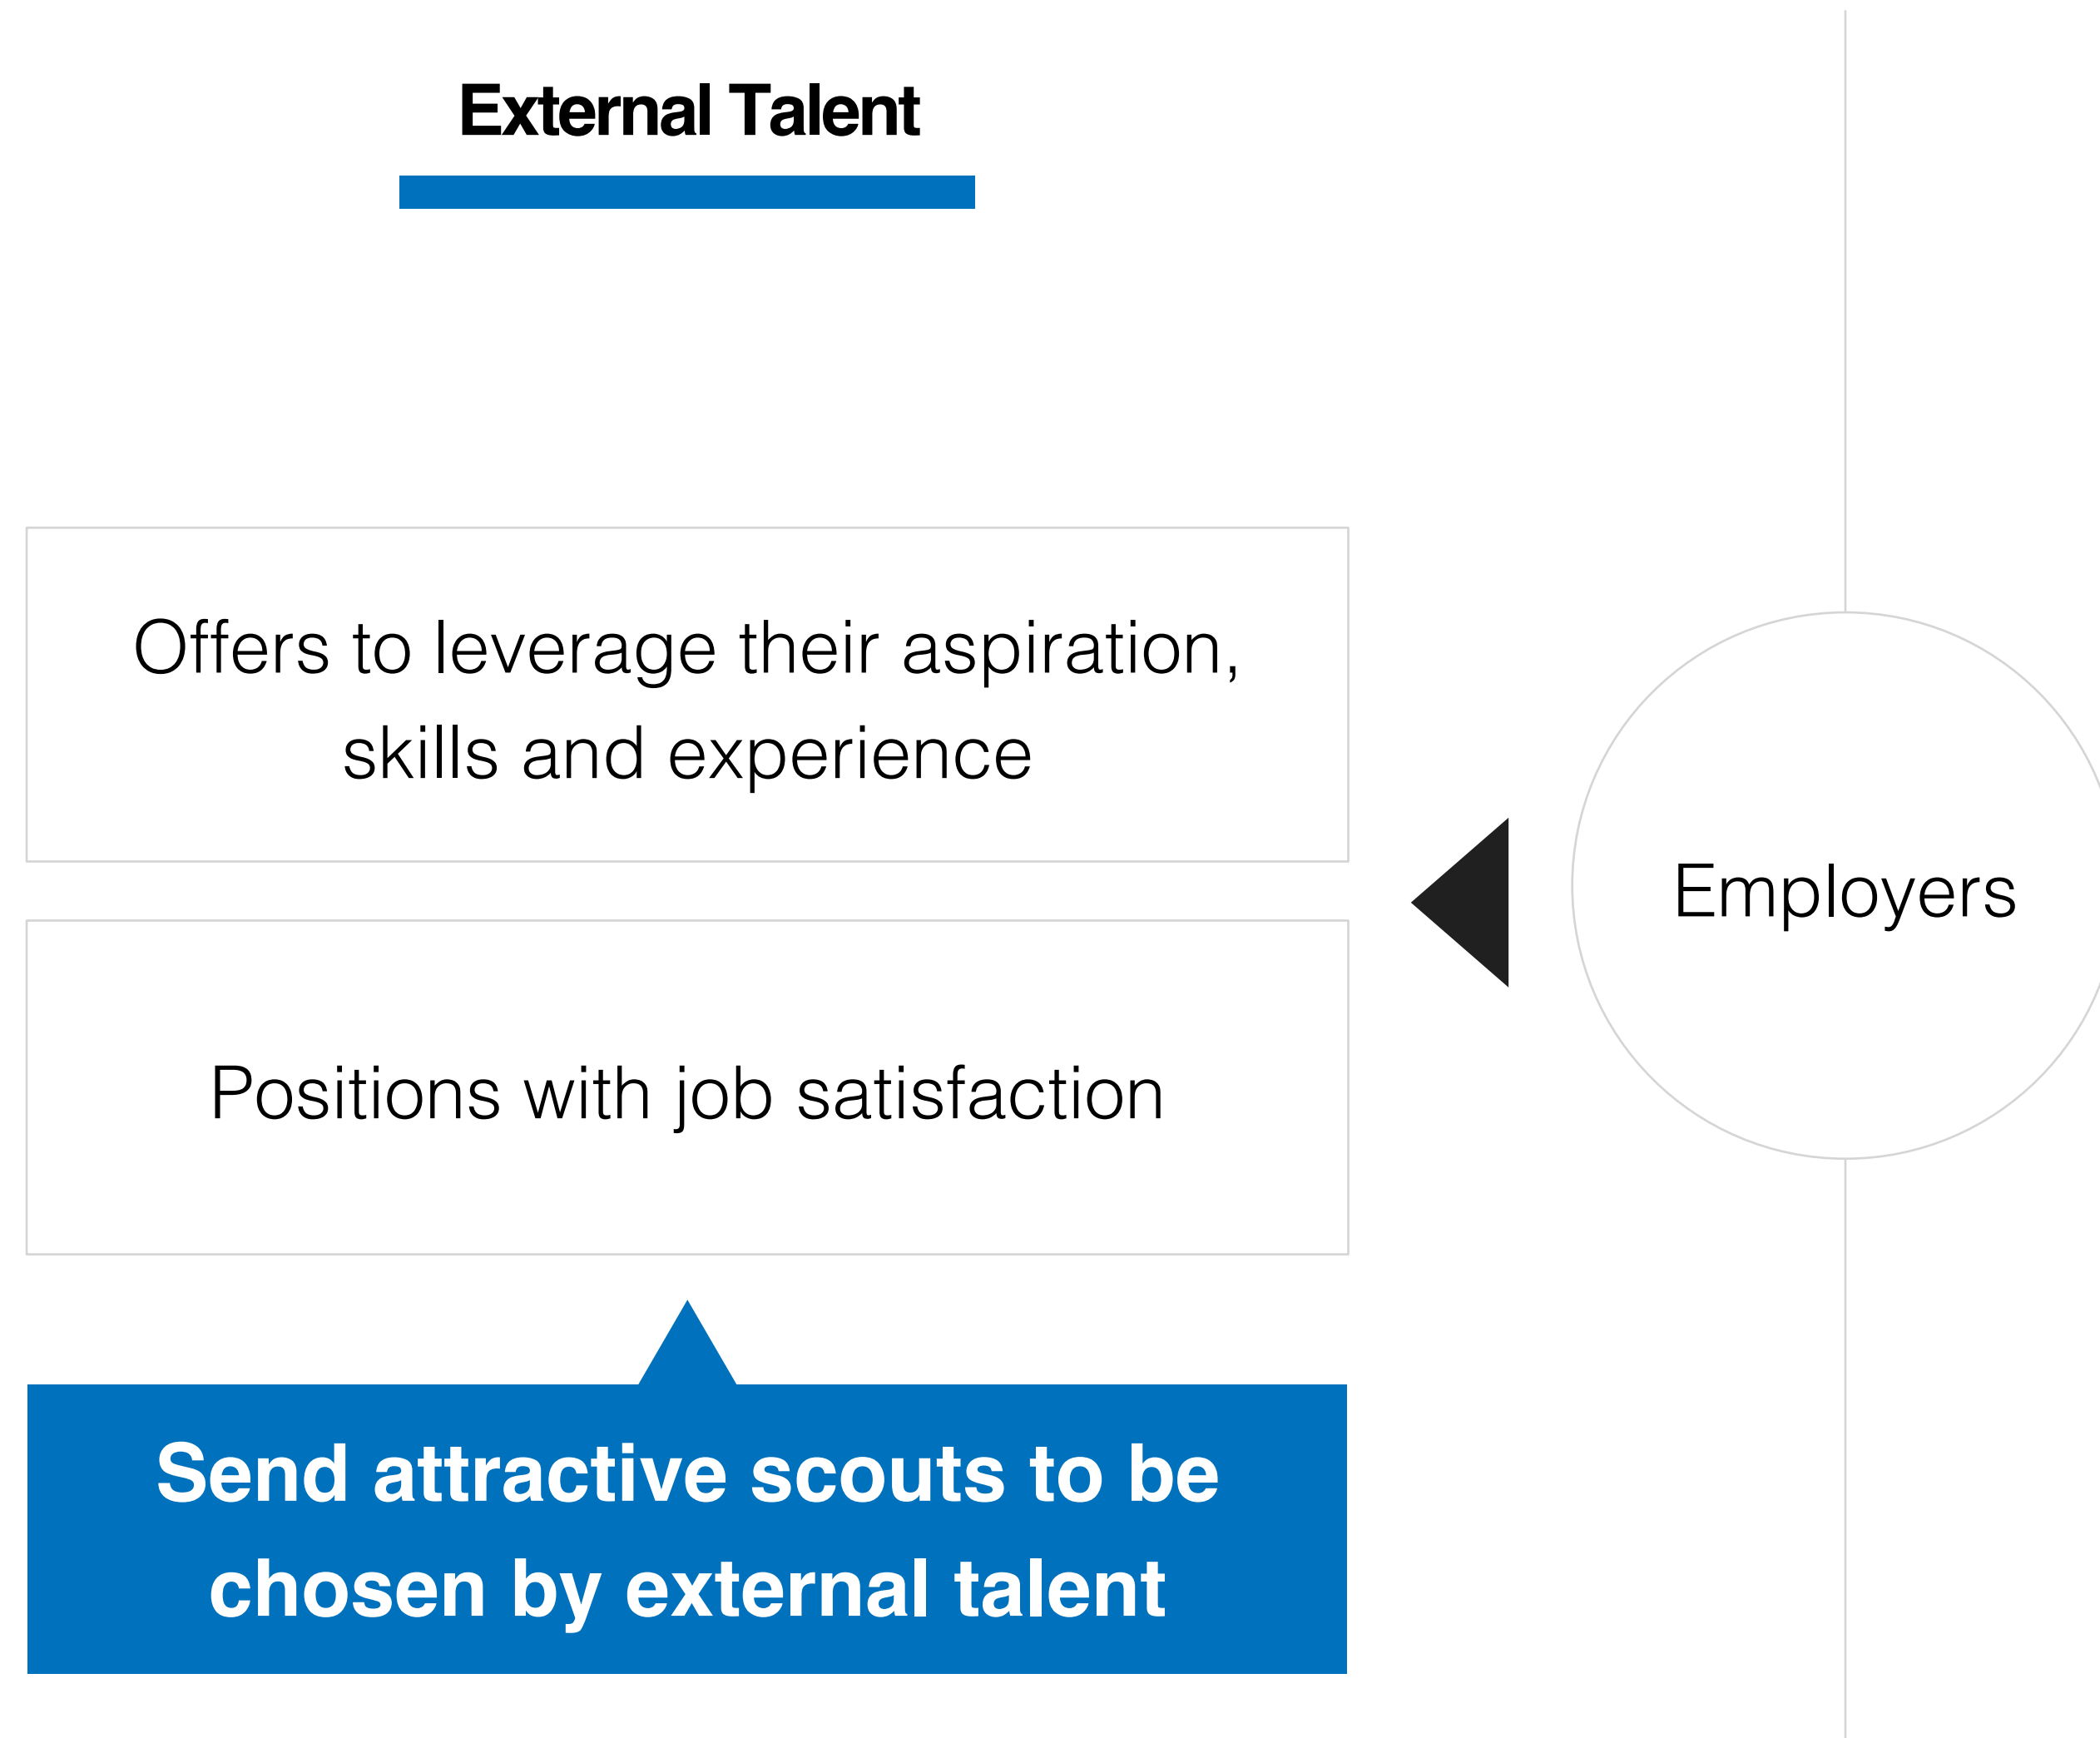 External Talent
Offers to leverage their aspiration,
skills and experience
Employers
Positions with job satisfaction
Send attractive scouts to be
chosen by external talent